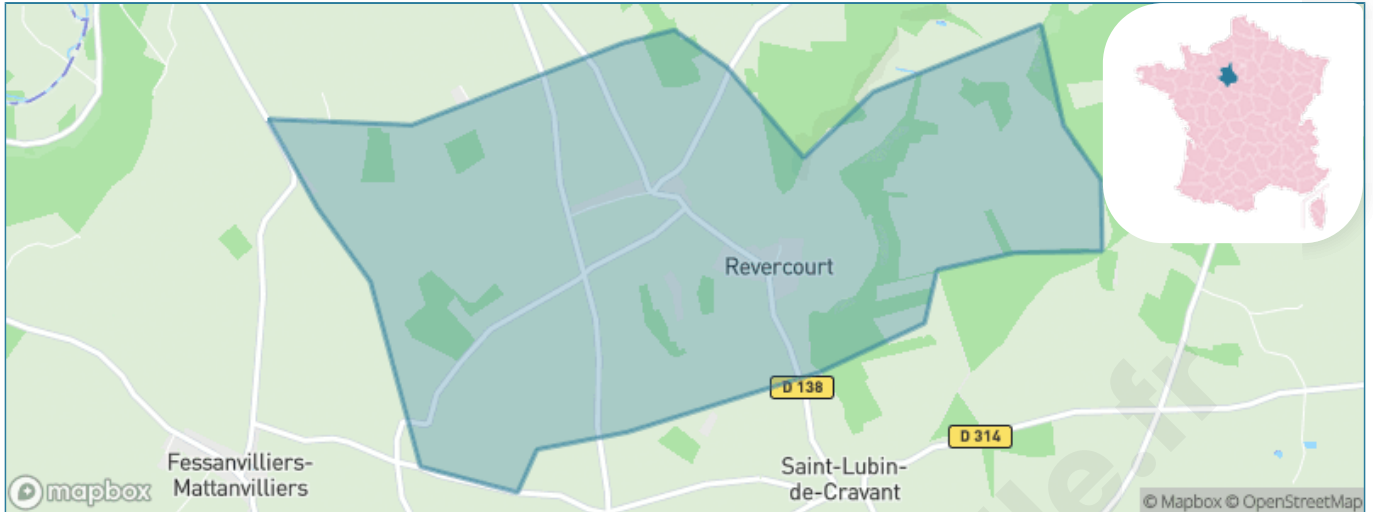 Revercourt
D 138
D 314
Fessanvilliers-
Mattanvilliers
Saint-Lubin-
de-Cravant
mapbox
© Mapbox © OpenStreetMap